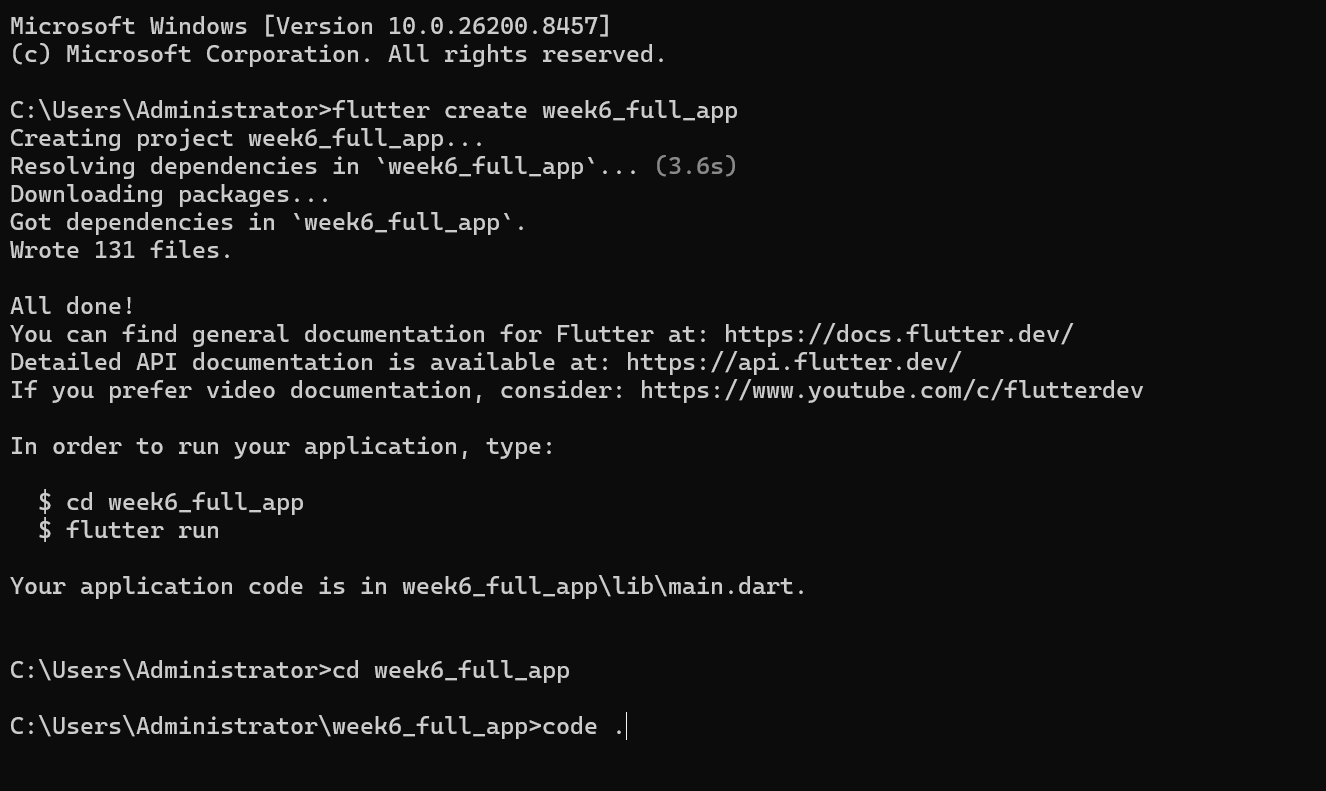 Microsoft Windows [Version 10.0.26200.8457]
(c) Microsoft Corporation. All rights reserved.
C:\Users\Administrator>flutter create week6_full_app
Creating project week6_full_app...
Resolving dependencies in `week6_full_app`... (3.6s)
Downloading packages...
Got dependencies in `week6_full_app`.
Wrote 131 files.
All done!
You can find general documentation for Flutter at: https://docs.flutter.dev/
Detailed API documentation is available at: https://api.flutter.dev/
If you prefer video documentation, consider: https://www.youtube.com/c/flutterdev
In order to run your application, type:
$ cd week6_full_app
$ flutter run
Your application code is in week6_full_app\lib\main.dart.
C:\Users\Administrator>cd week6_full_app
C:\Users\Administrator\week6_full_app>code .